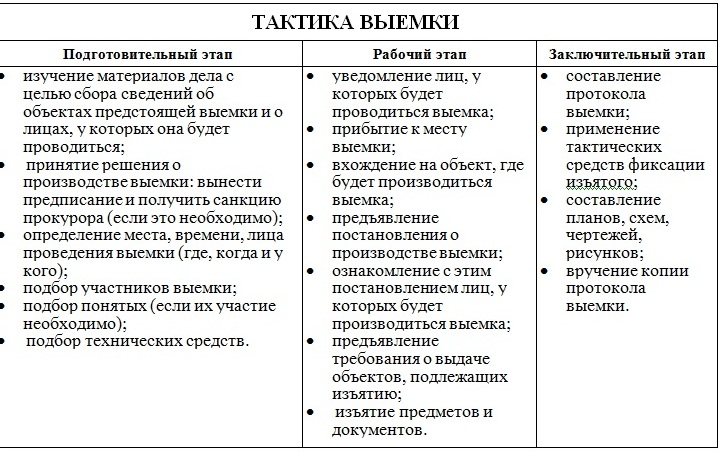 ТАКТИКА ВЫЕМКИ
Подготовительный этап
Рабочий этап
Заключительный этап
• изучение материалов дела с
целью сбора сведений об
объектах предстоящей выемки и о
лицах, у которых она будет
проводиться;
• принятие решения о
производстве выемки: вынести
предписание и получить санкцию
прокурора (если это необходимо);
• определение места, времени, лица
проведения выемки (где, когда и у
кого);
• подбор участников выемки;
• подбор понятых (если их участие
необходимо);
• подбор технических средств.
• уведомление лиц, у
которых будет
проводиться выемка;
• прибытие к месту
выемки;
• вхождение на объект, где
будет производиться
выемка;
• предъявление
постановления о
производстве выемки;
• ознакомление с этим
постановлением лиц, у
которых будет
производиться выемка;
• предъявление
требования о выдаче
объектов, подлежащих
изъятию;
• изъятие предметов и
документов.
• составление
протокола
выемки;
• применение
тактических
средств фиксации
изъятого;
• составление
планов, схем,
чертежей,
рисунков;
• вручение копии
протокола
выемки.